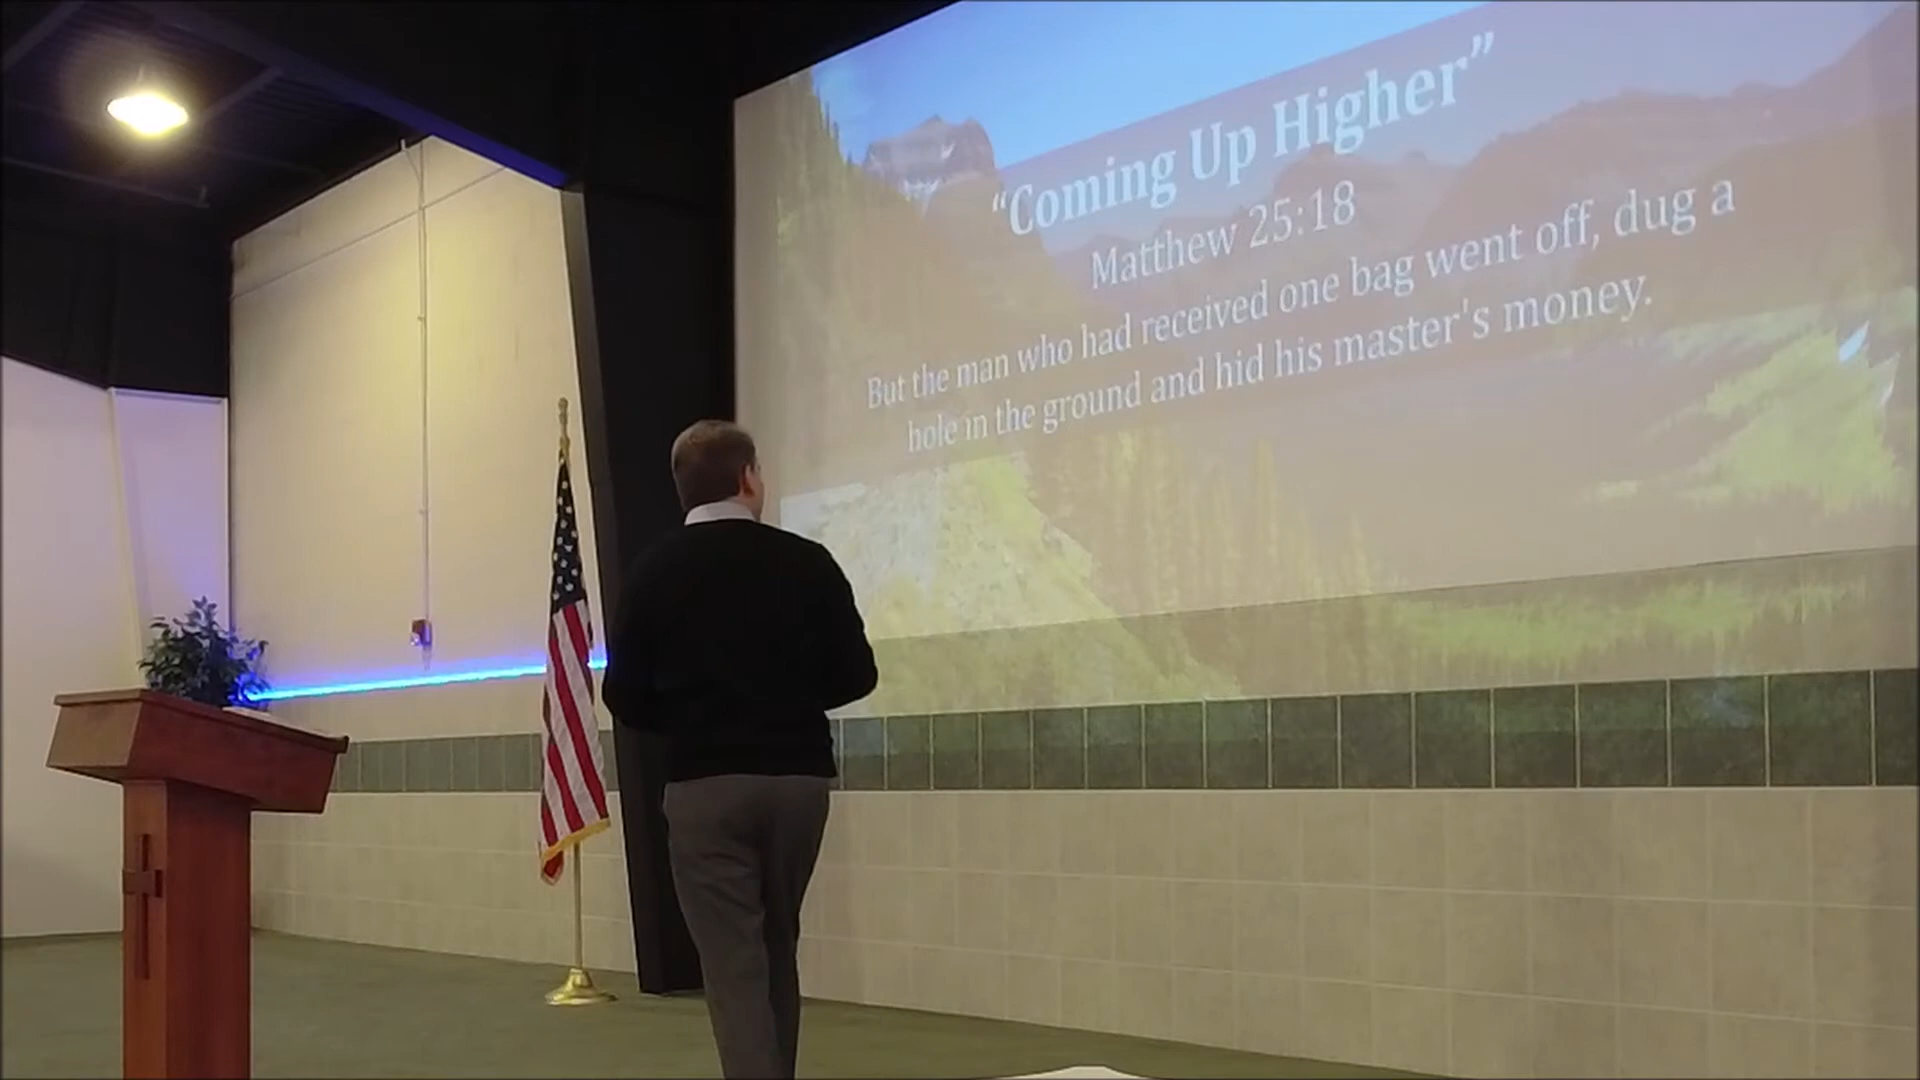 “Coming Up Higher”
Matthew 25:18
But the man who had received one bag went off, dug a
hole in the ground and hid his master's money.